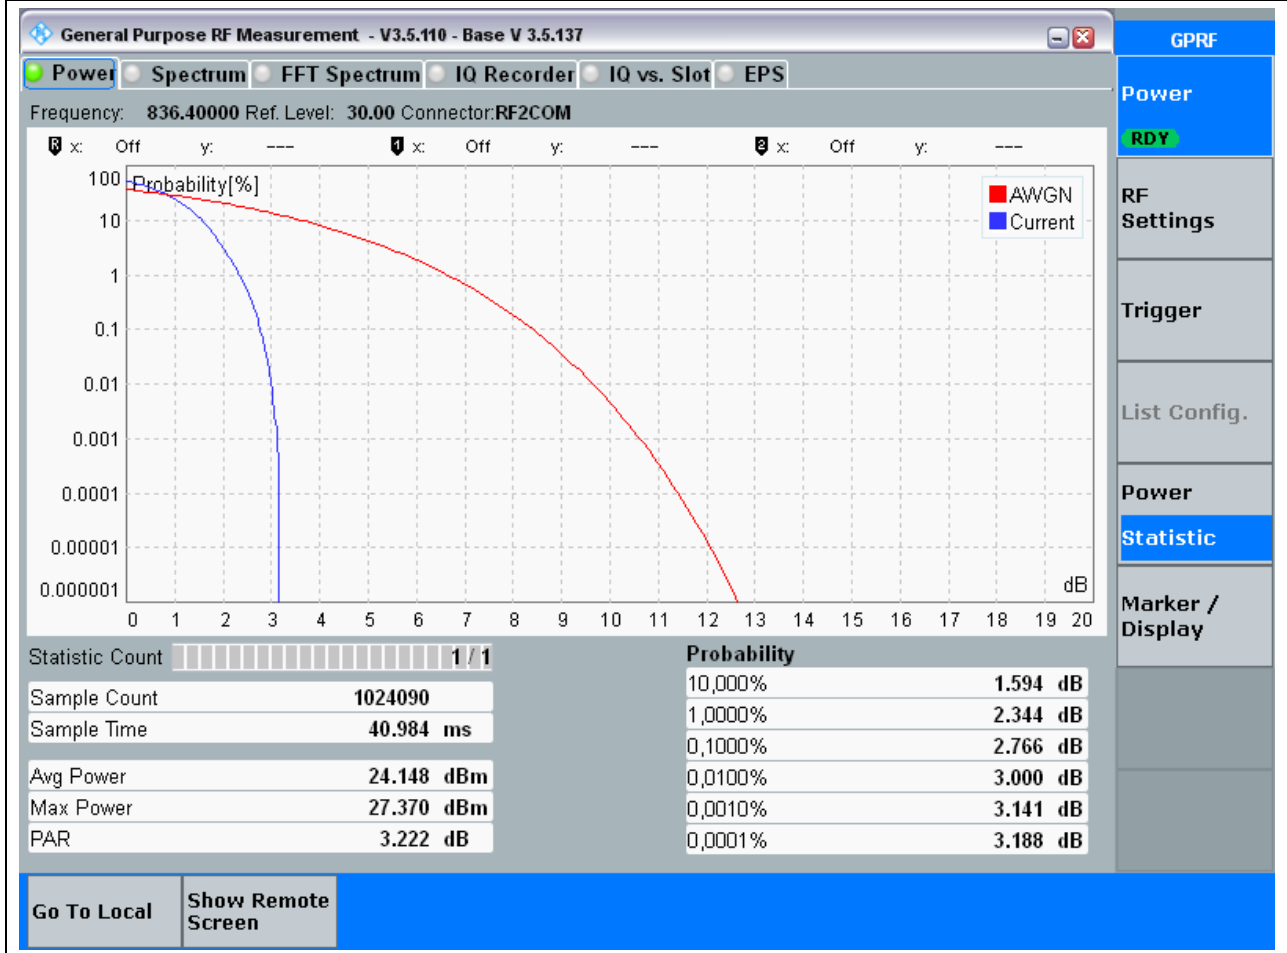 General Purpose RF Measurement - V3.5.110 - Base V 3.5.137
GPRF
Power Spectrum FFT Spectrum IQ Recorder IQ vs. Slot EPS
Frequency: 836.40000 Ref. Level: 30.00 Connector:RF2COM
Power
RDY
R x: Off y: --- 1 x: Off y: --- 2 x: Off y: ---
Probability[%]
100
10
1
0.1
0.01
0.001
0.0001
0.00001
0.000001
AWGN
Current
dB
0 1 2 3 4 5 6 7 8 9 10 11 12 13 14 15 16 17 18 19 20
RF
Settings
Trigger
List Config.
Power
Statistic
Marker /
Display
Statistic Count 1 / 1
Sample Count 1024090
Sample Time 40.984 ms
Avg Power 24.148 dBm
Max Power 27.370 dBm
PAR 3.222 dB
Probability
10,000% 1.594 dB
1,0000% 2.344 dB
0,1000% 2.766 dB
0,0100% 3.000 dB
0,0010% 3.141 dB
0,0001% 3.188 dB
Go To Local
Show Remote
Screen